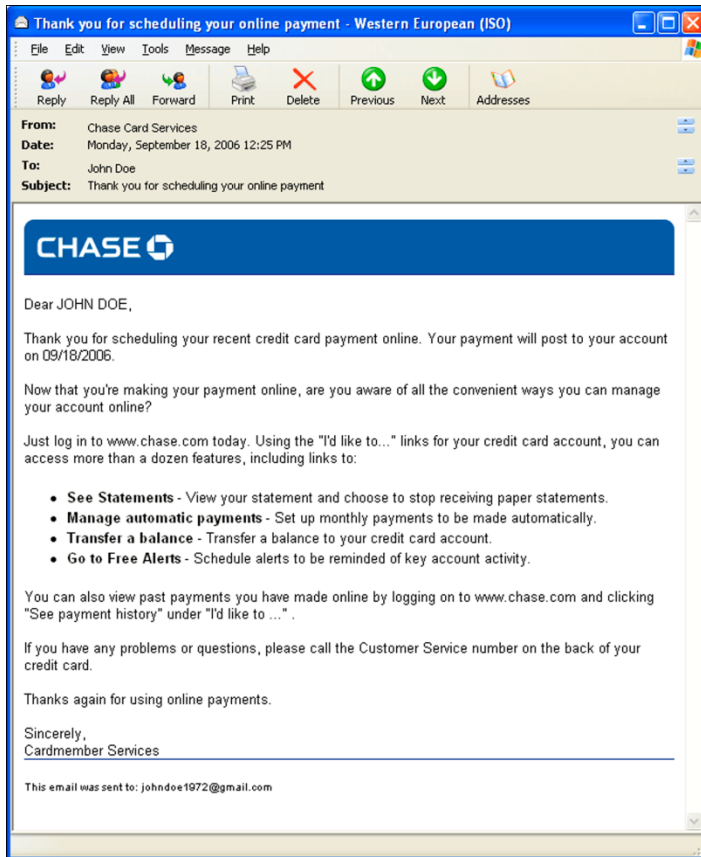 Thank you for scheduling your online payment - Western European (ISO)
File Edit View Tools Message Help
Reply Reply All Forward Print Delete Previous Next Addresses
From: Chase Card Services
Date: Monday, September 18, 2006 12:25 PM
To: John Doe
Subject: Thank you for scheduling your online payment
CHASE
Dear JOHN DOE,
Thank you for scheduling your recent credit card payment online. Your payment will post to your account
on 09/18/2006.
Now that you're making your payment online, are you aware of all the convenient ways you can manage
your account online?
Just log in to www.chase.com today. Using the "I'd like to..." links for your credit card account, you can
access more than a dozen features, including links to:
• See Statements - View your statement and choose to stop receiving paper statements.
• Manage automatic payments - Set up monthly payments to be made automatically.
• Transfer a balance - Transfer a balance to your credit card account.
• Go to Free Alerts - Schedule alerts to be reminded of key account activity.
You can also view past payments you have made online by logging on to www.chase.com and clicking
"See payment history" under "I'd like to ..." .
If you have any problems or questions, please call the Customer Service number on the back of your
credit card.
Thanks again for using online payments.
Sincerely,
Cardmember Services
This email was sent to: johndoe1972@gmail.com